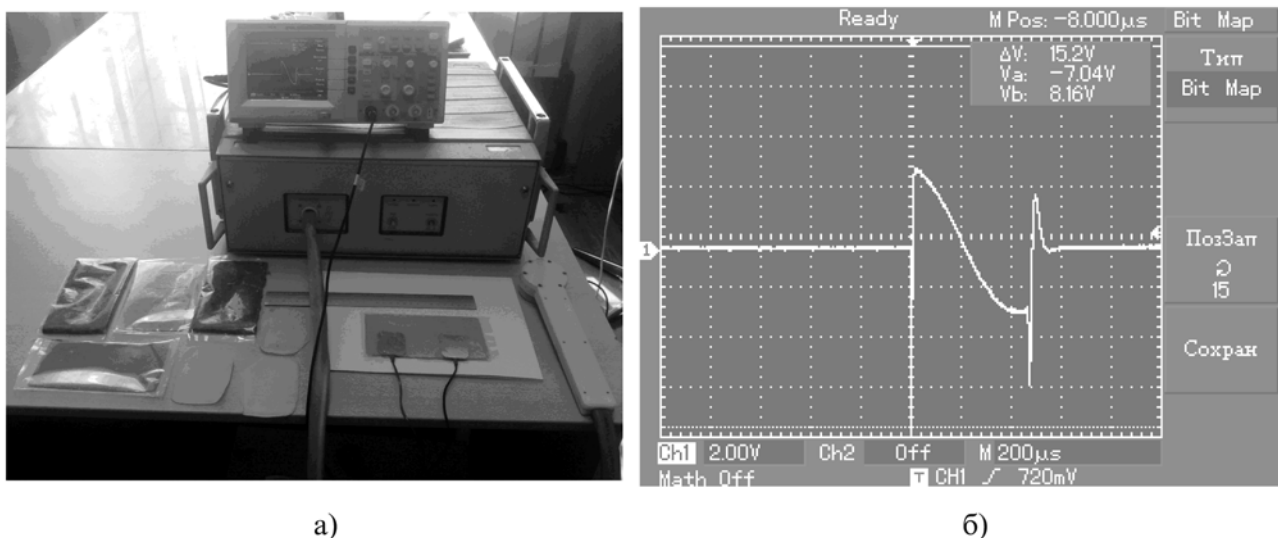 Ready M Pos: -8.000µs Bit Map
ΔV: 15.2V
Va: -7.04V
Vb: 8.16V
Тип
Bit Map
1
ПозЗап
15
Сохран
Ch1 2.00V Ch2 Off M 200µs
Math Off T CH1 720mV
а) б)